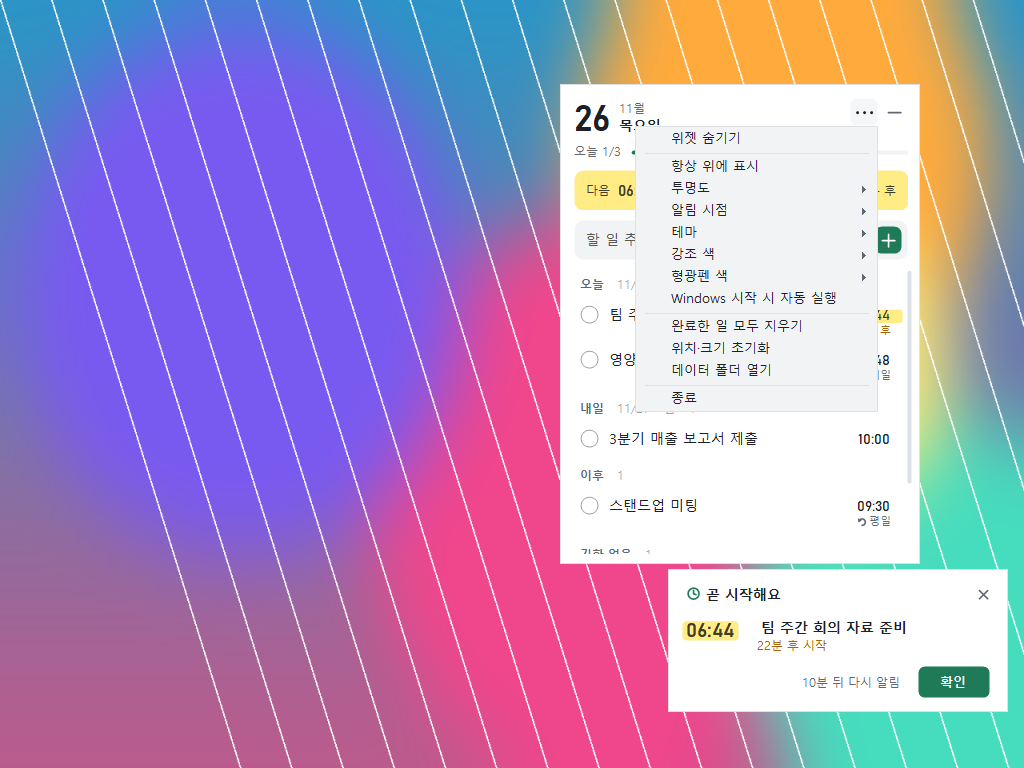 26
11월
목요일
오늘 1/3
위젯 숨기기
항상 위에 표시
투명도
알림 시점
테마
강조 색
형광펜 색
Windows 시작 시 자동 실행
완료한 일 모두 지우기
위치·크기 초기화
데이터 폴더 열기
종료
다음 06
후
할 일 추
오늘 11/
팀 주
44
후
영양
48
일
내일 11/
3분기 매출 보고서 제출 10:00
이후 1
스탠드업 미팅 09:30
평일
기한 없음 1
곧 시작해요
06:44 팀 주간 회의 자료 준비
22분 후 시작
10분 뒤 다시 알림
확인